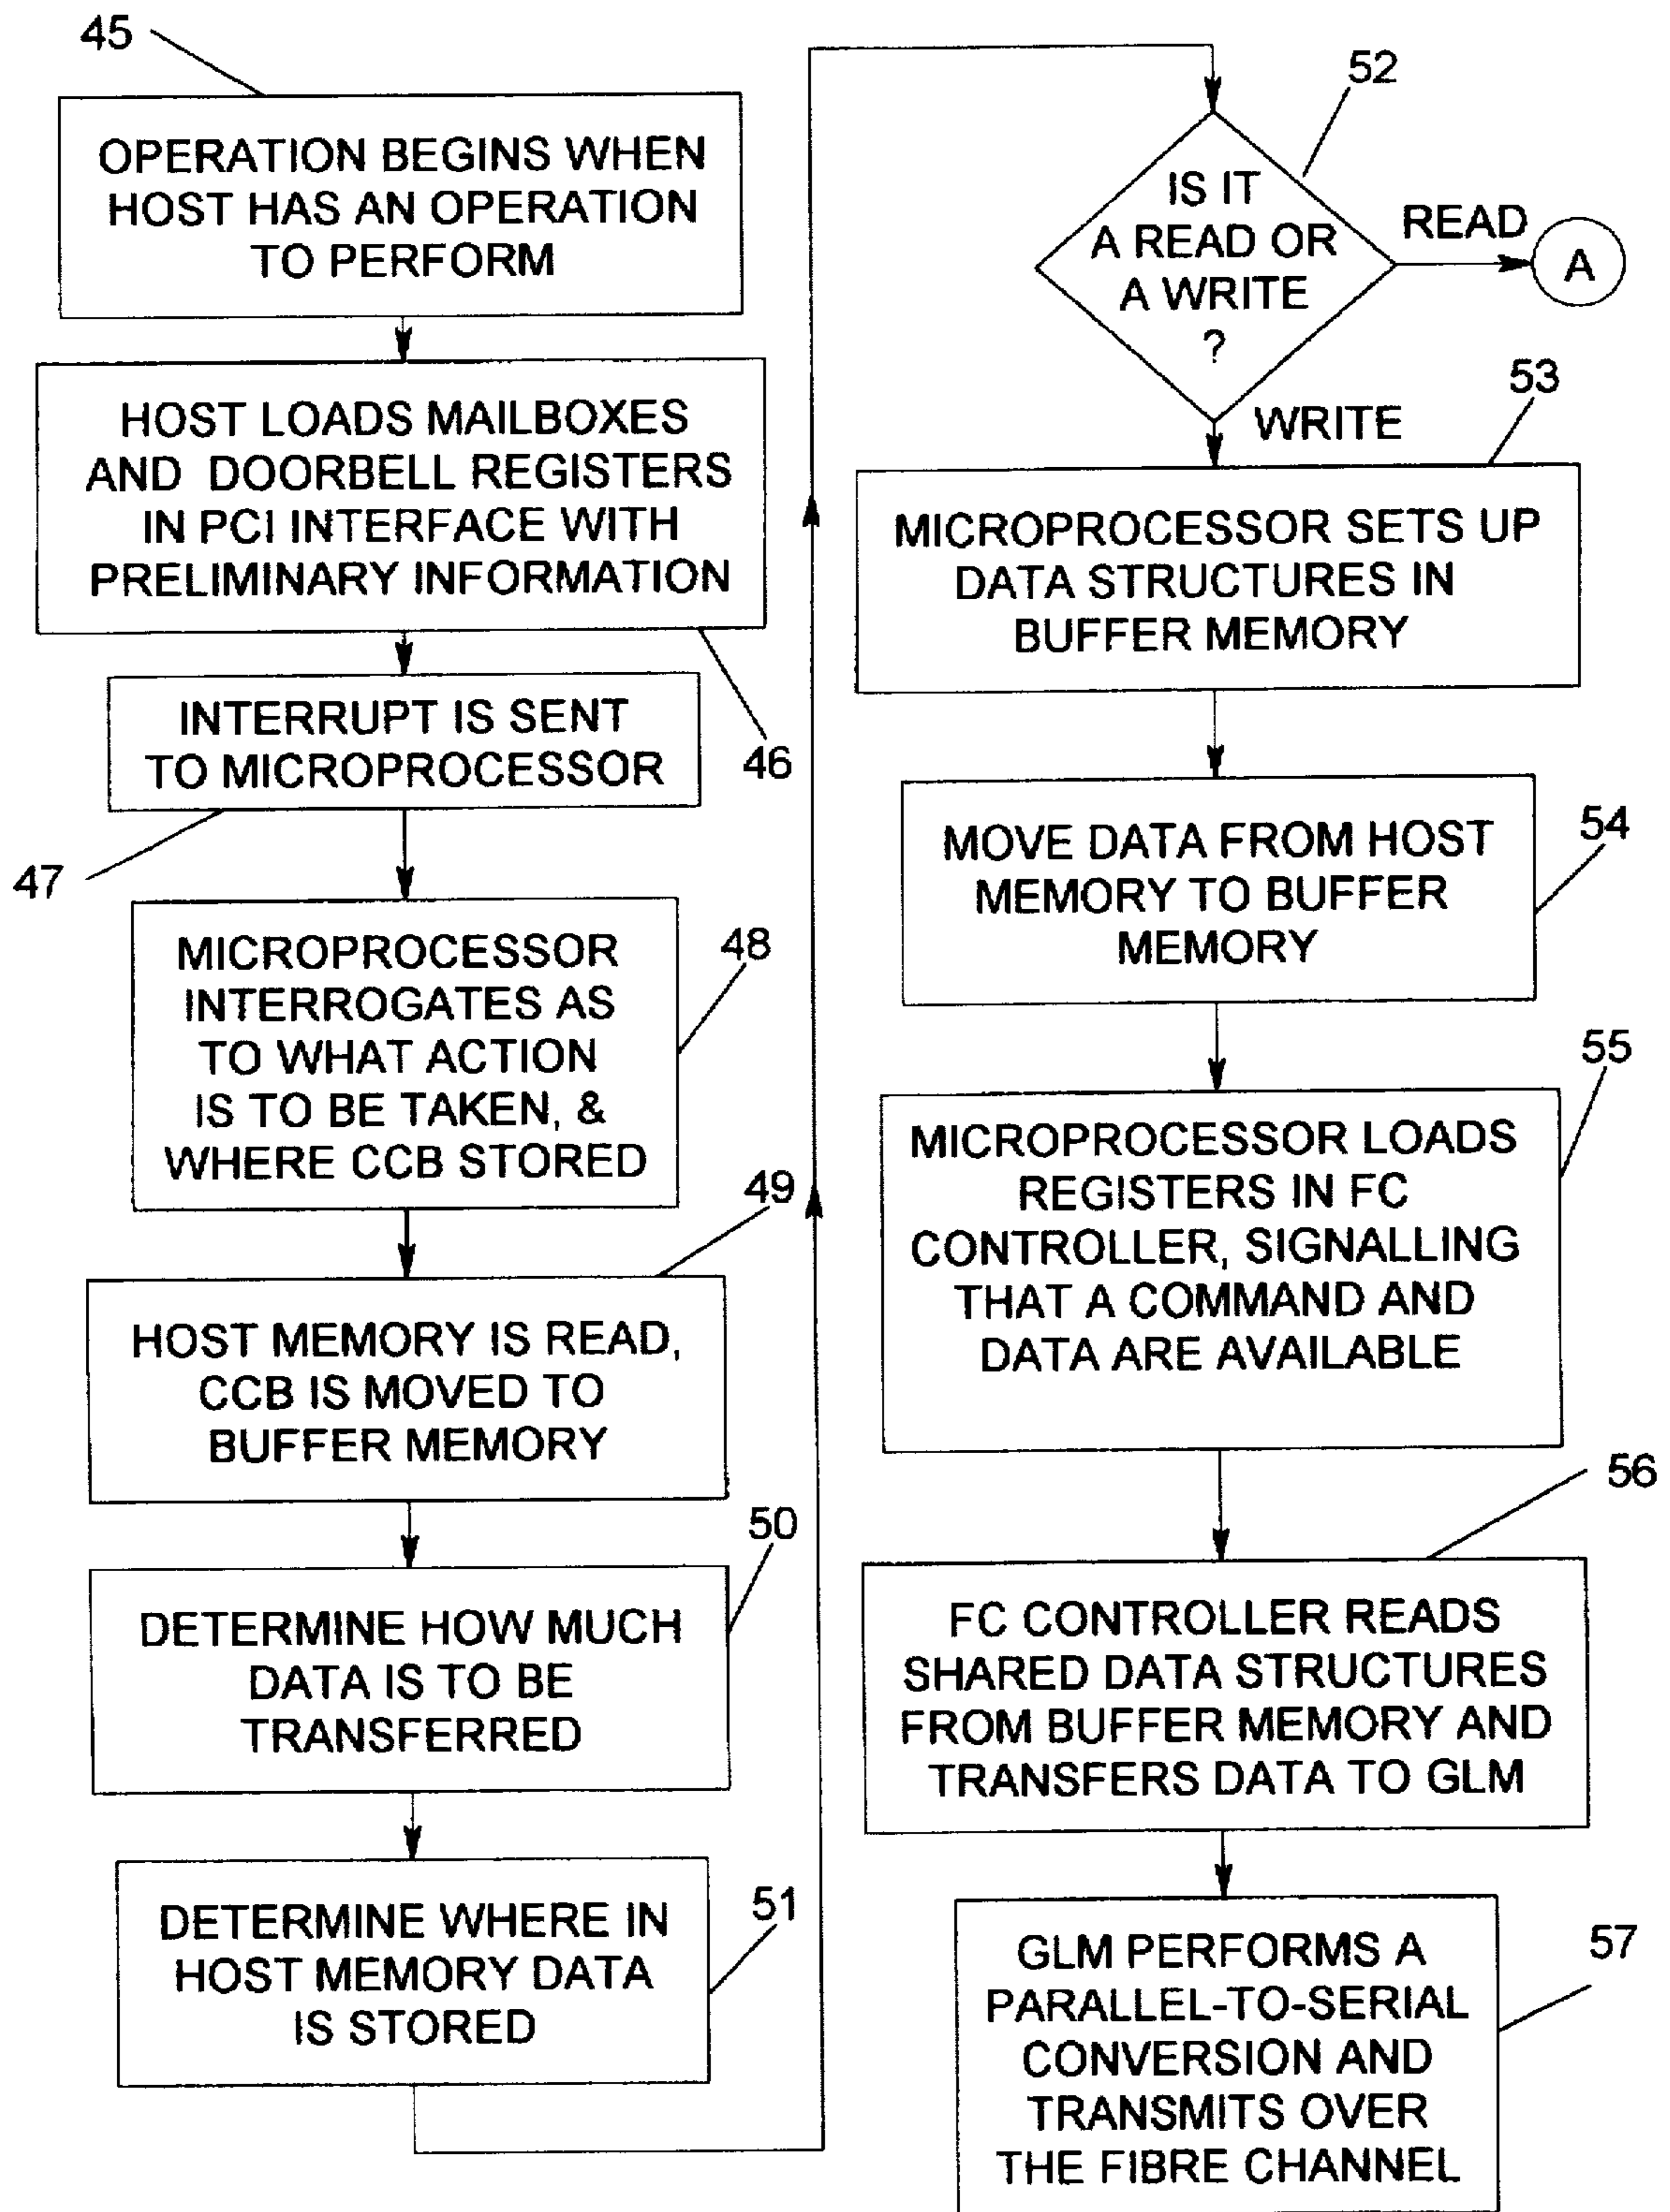 45
OPERATION BEGINS WHEN
HOST HAS AN OPERATION
TO PERFORM
HOST LOADS MAILBOXES
AND DOORBELL REGISTERS
IN PCI INTERFACE WITH
PRELIMINARY INFORMATION
46
INTERRUPT IS SENT
TO MICROPROCESSOR
47
MICROPROCESSOR
INTERROGATES AS
TO WHAT ACTION
IS TO BE TAKEN, &
WHERE CCB STORED
48
49
HOST MEMORY IS READ,
CCB IS MOVED TO
BUFFER MEMORY
50
DETERMINE HOW MUCH
DATA IS TO BE
TRANSFERRED
51
DETERMINE WHERE IN
HOST MEMORY DATA
IS STORED
52
IS IT
A READ OR
A WRITE
?
READ
A
WRITE
53
MICROPROCESSOR SETS UP
DATA STRUCTURES IN
BUFFER MEMORY
54
MOVE DATA FROM HOST
MEMORY TO BUFFER
MEMORY
55
MICROPROCESSOR LOADS
REGISTERS IN FC
CONTROLLER, SIGNALLING
THAT A COMMAND AND
DATA ARE AVAILABLE
56
FC CONTROLLER READS
SHARED DATA STRUCTURES
FROM BUFFER MEMORY AND
TRANSFERS DATA TO GLM
57
GLM PERFORMS A
PARALLEL-TO-SERIAL
CONVERSION AND
TRANSMITS OVER
THE FIBRE CHANNEL